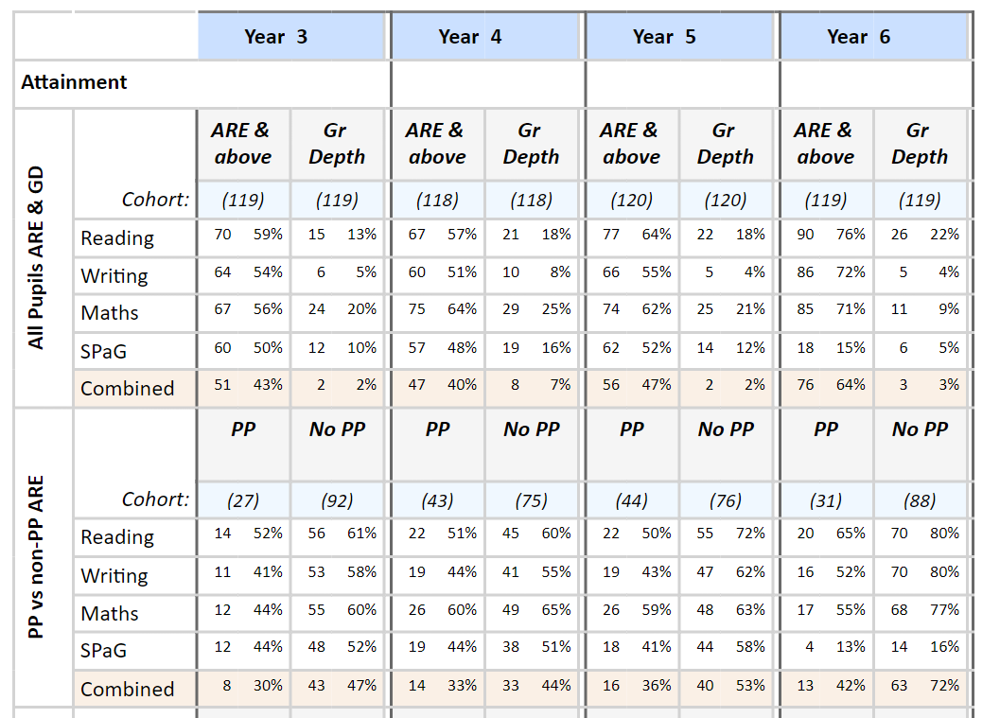 Year 3 Year 4 Year 5 Year 6
Attainment
All Pupils ARE & GD
ARE & above Gr Depth ARE & above Gr Depth ARE & above Gr Depth ARE & above Gr Depth
Cohort: (119) (119) (118) (118) (120) (120) (119) (119)
Reading 70 59% 15 13% 67 57% 21 18% 77 64% 22 18% 90 76% 26 22%
Writing 64 54% 6 5% 60 51% 10 8% 66 55% 5 4% 86 72% 5 4%
Maths 67 56% 24 20% 75 64% 29 25% 74 62% 25 21% 85 71% 11 9%
SPaG 60 50% 12 10% 57 48% 19 16% 62 52% 14 12% 18 15% 6 5%
Combined 51 43% 2 2% 47 40% 8 7% 56 47% 2 2% 76 64% 3 3%
PP vs non-PP ARE
PP No PP PP No PP PP No PP PP No PP
Cohort: (27) (92) (43) (75) (44) (76) (31) (88)
Reading 14 52% 56 61% 22 51% 45 60% 22 50% 55 72% 20 65% 70 80%
Writing 11 41% 53 58% 19 44% 41 55% 19 43% 47 62% 16 52% 70 80%
Maths 12 44% 55 60% 26 60% 49 65% 26 59% 48 63% 17 55% 68 77%
SPaG 12 44% 48 52% 19 44% 38 51% 18 41% 44 58% 4 13% 14 16%
Combined 8 30% 43 47% 14 33% 33 44% 16 36% 40 53% 13 42% 63 72%